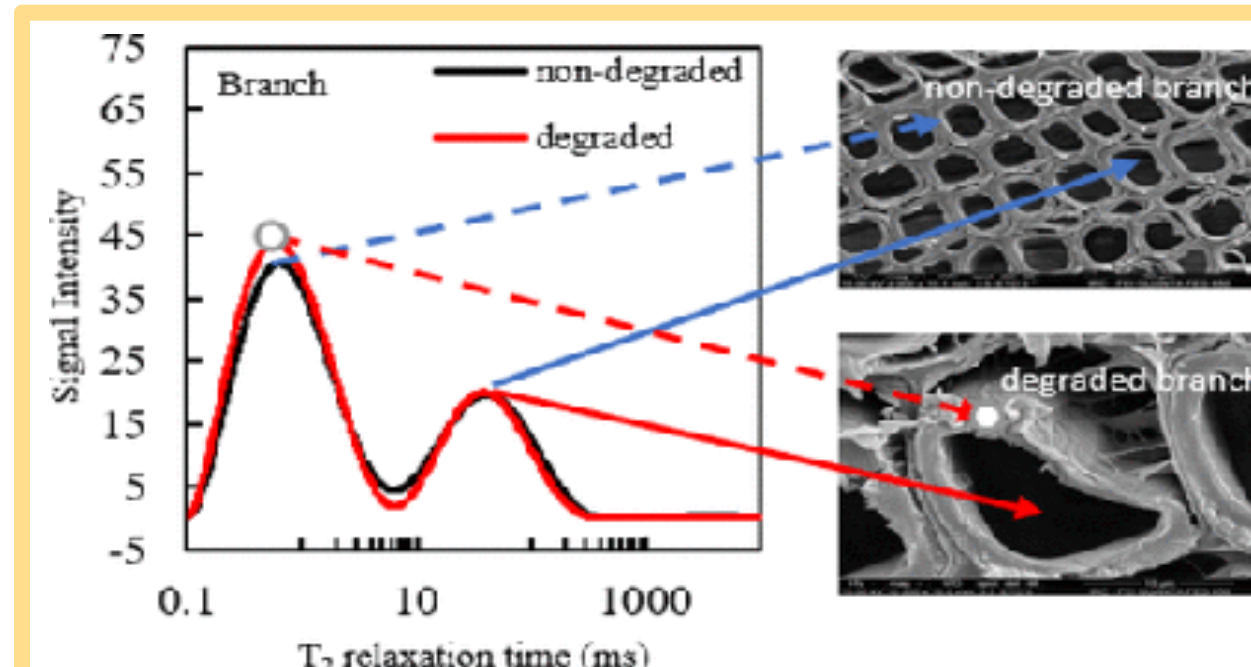 75
65
55
45
35
25
15
5
-5
Signal Intensity
Branch
non-degraded
degraded
0.1 10 1000
T₂ relaxation time (ms)
non-degraded branch
degraded branch